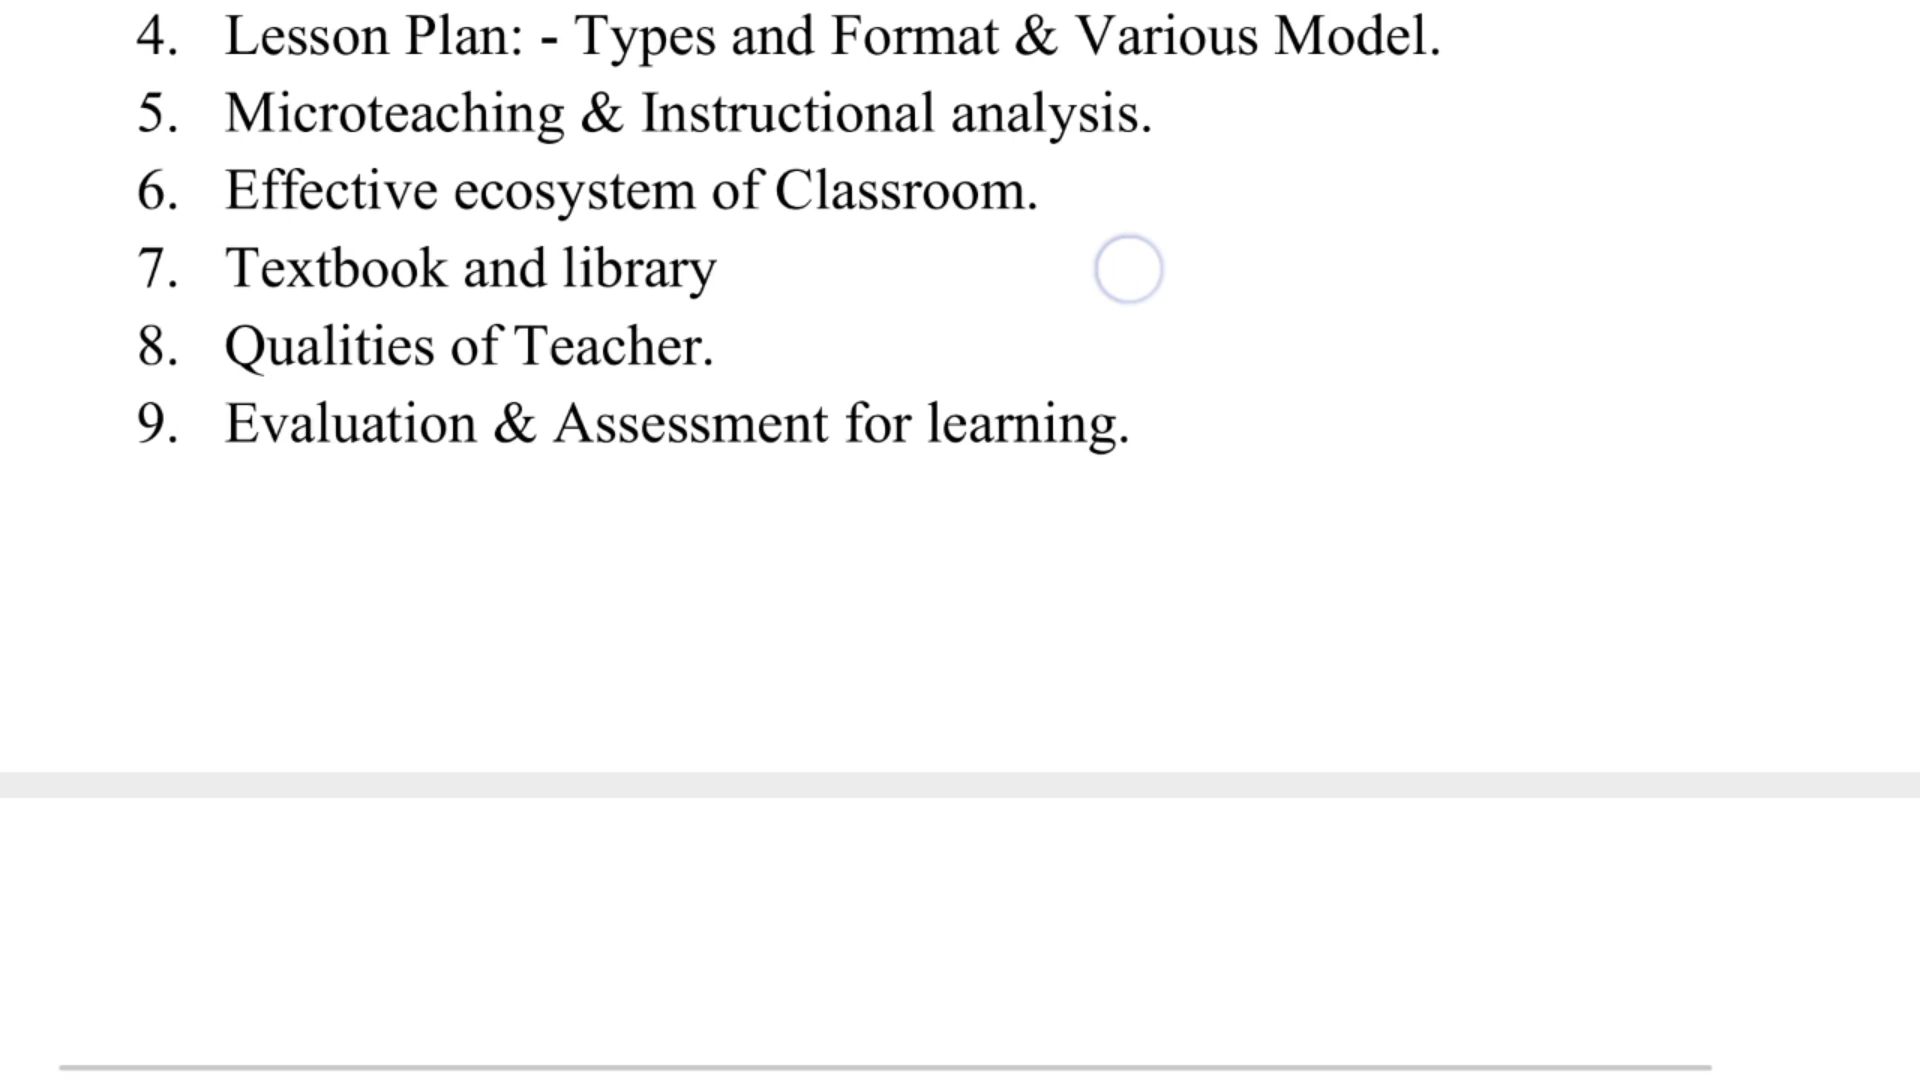 4. Lesson Plan: - Types and Format & Various Model.
5. Microteaching & Instructional analysis.
6. Effective ecosystem of Classroom.
7. Textbook and library
8. Qualities of Teacher.
9. Evaluation & Assessment for learning.